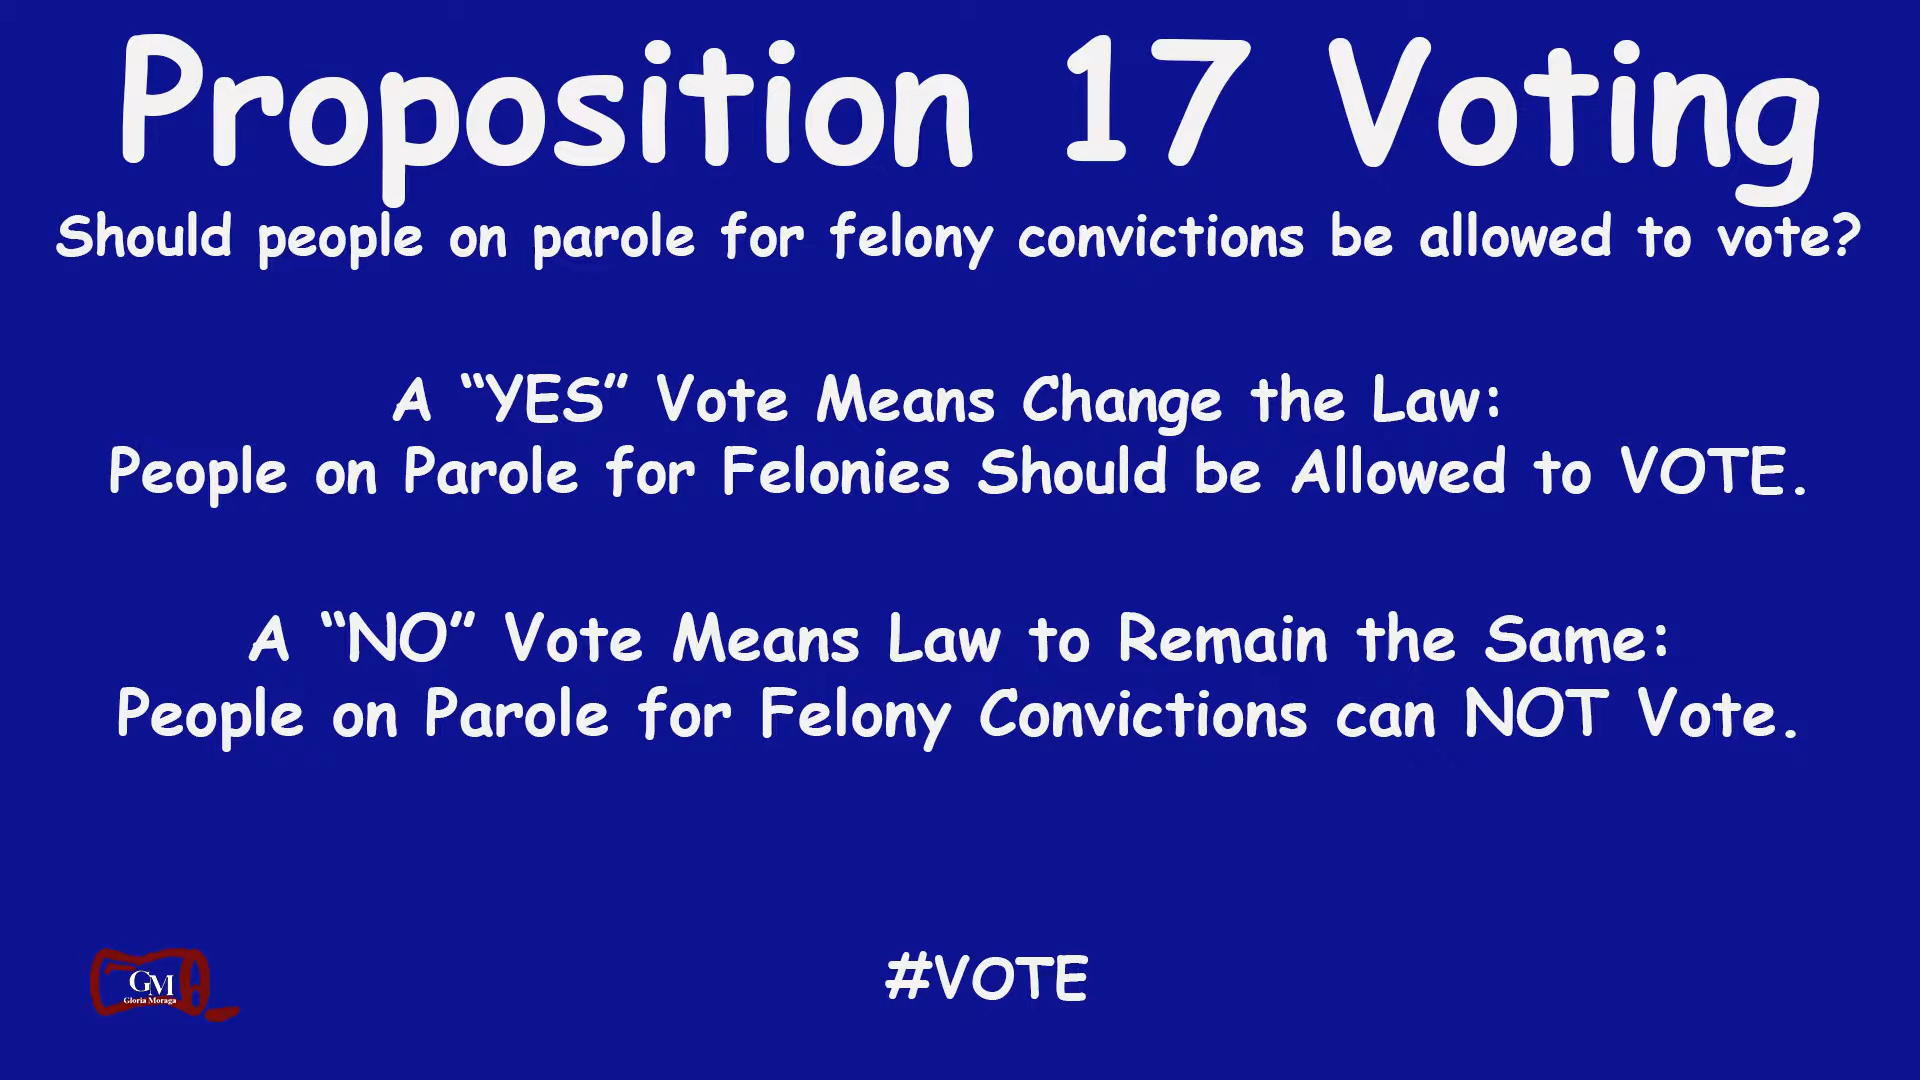 Proposition 17 Voting
Should people on parole for felony convictions be allowed to vote?
A “YES” Vote Means Change the Law:
People on Parole for Felonies Should be Allowed to VOTE.
A “NO” Vote Means Law to Remain the Same:
People on Parole for Felony Convictions can NOT Vote.
#VOTE
GM
Gloria Moraga